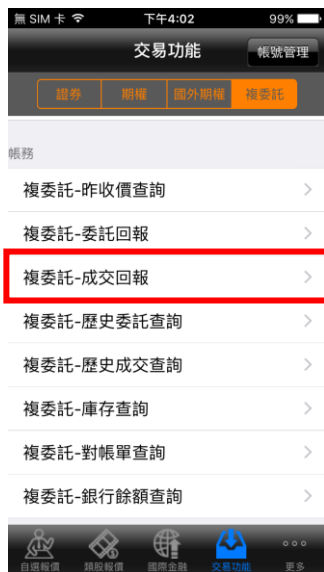 無 SIM 卡 下午4:02 99%
交易功能 帳號管理
證券 期權 國外期權 複委託
帳務
複委託-昨收價查詢
複委託-委託回報
複委託-成交回報
複委託-歷史委託查詢
複委託-歷史成交查詢
複委託-庫存查詢
複委託-對帳單查詢
複委託-銀行餘額查詢
自選報價 類股報價 國際金融 交易功能 更多